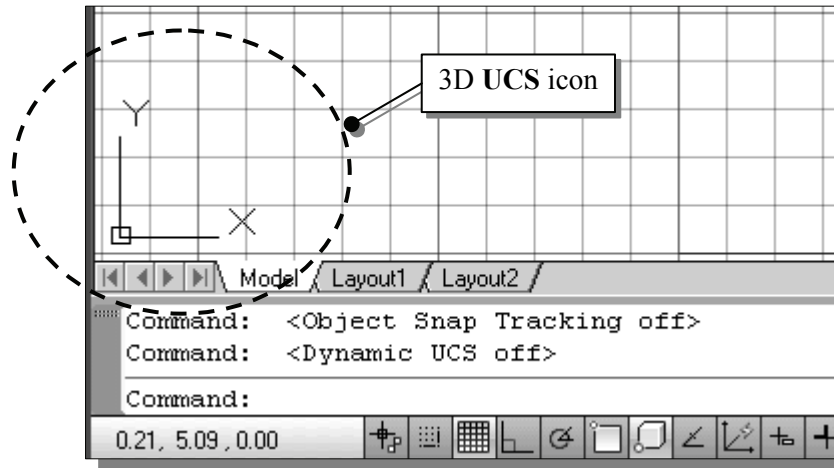 3D UCS icon
Y
X
Model Layout1 Layout2
Command: <Object Snap Tracking off>
Command: <Dynamic UCS off>
Command:
0.21, 5.09 , 0.00